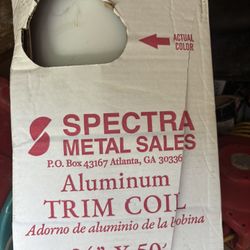 ACTUAL
COLOR
SPECTRA
METAL SALES
P.O. Box 43167 Atlanta, GA 30336
Aluminum
TRIM COIL
Adorno de aluminio de la bobina
X 50'